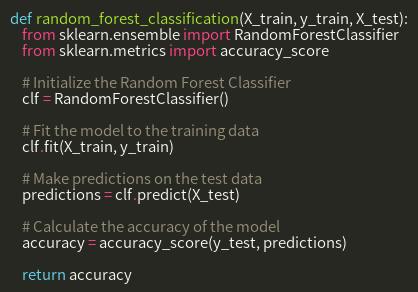 def random_forest_classification(X_train, y_train, X_test):
from sklearn.ensemble import RandomForestClassifier
from sklearn.metrics import accuracy_score
# Initialize the Random Forest Classifier
clf = RandomForestClassifier()
# Fit the model to the training data
clf.fit(X_train, y_train)
# Make predictions on the test data
predictions = clf.predict(X_test)
# Calculate the accuracy of the model
accuracy = accuracy_score(y_test, predictions)
return accuracy